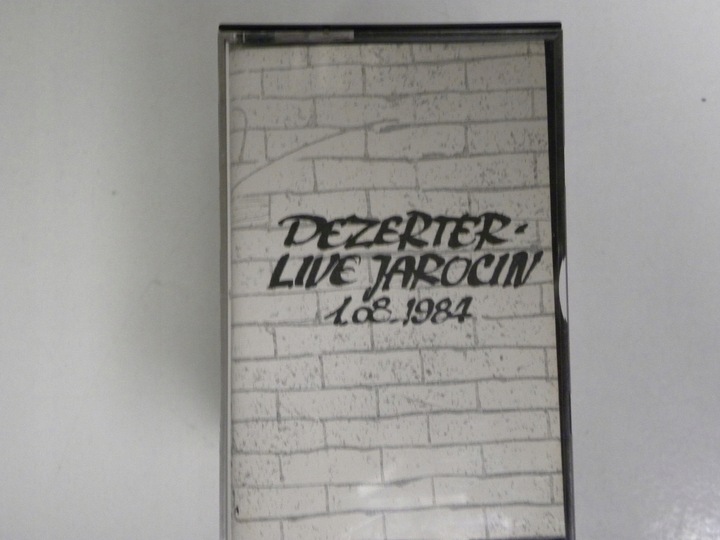 DEZERTER-
LIVE JAROCIN
1.08.1984